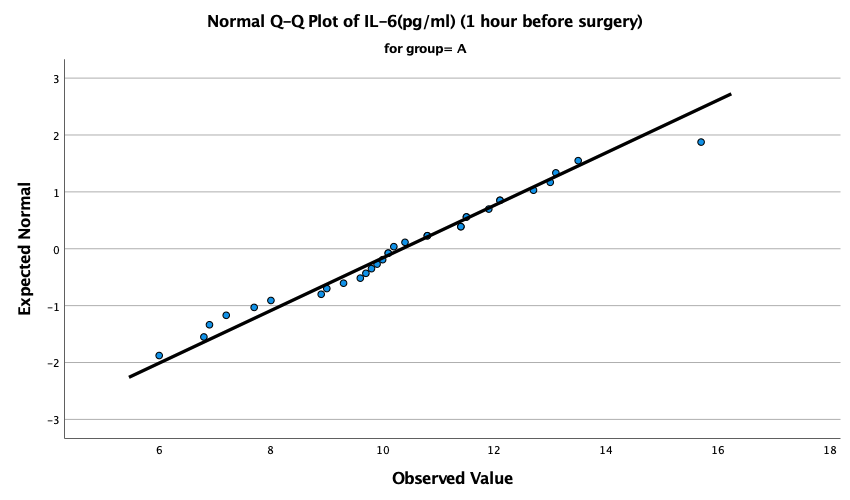 Normal Q-Q Plot of IL-6(pg/ml) (1 hour before surgery)
for group= A
Expected Normal
3
2
1
0
-1
-2
-3
6 8 10 12 14 16 18
Observed Value